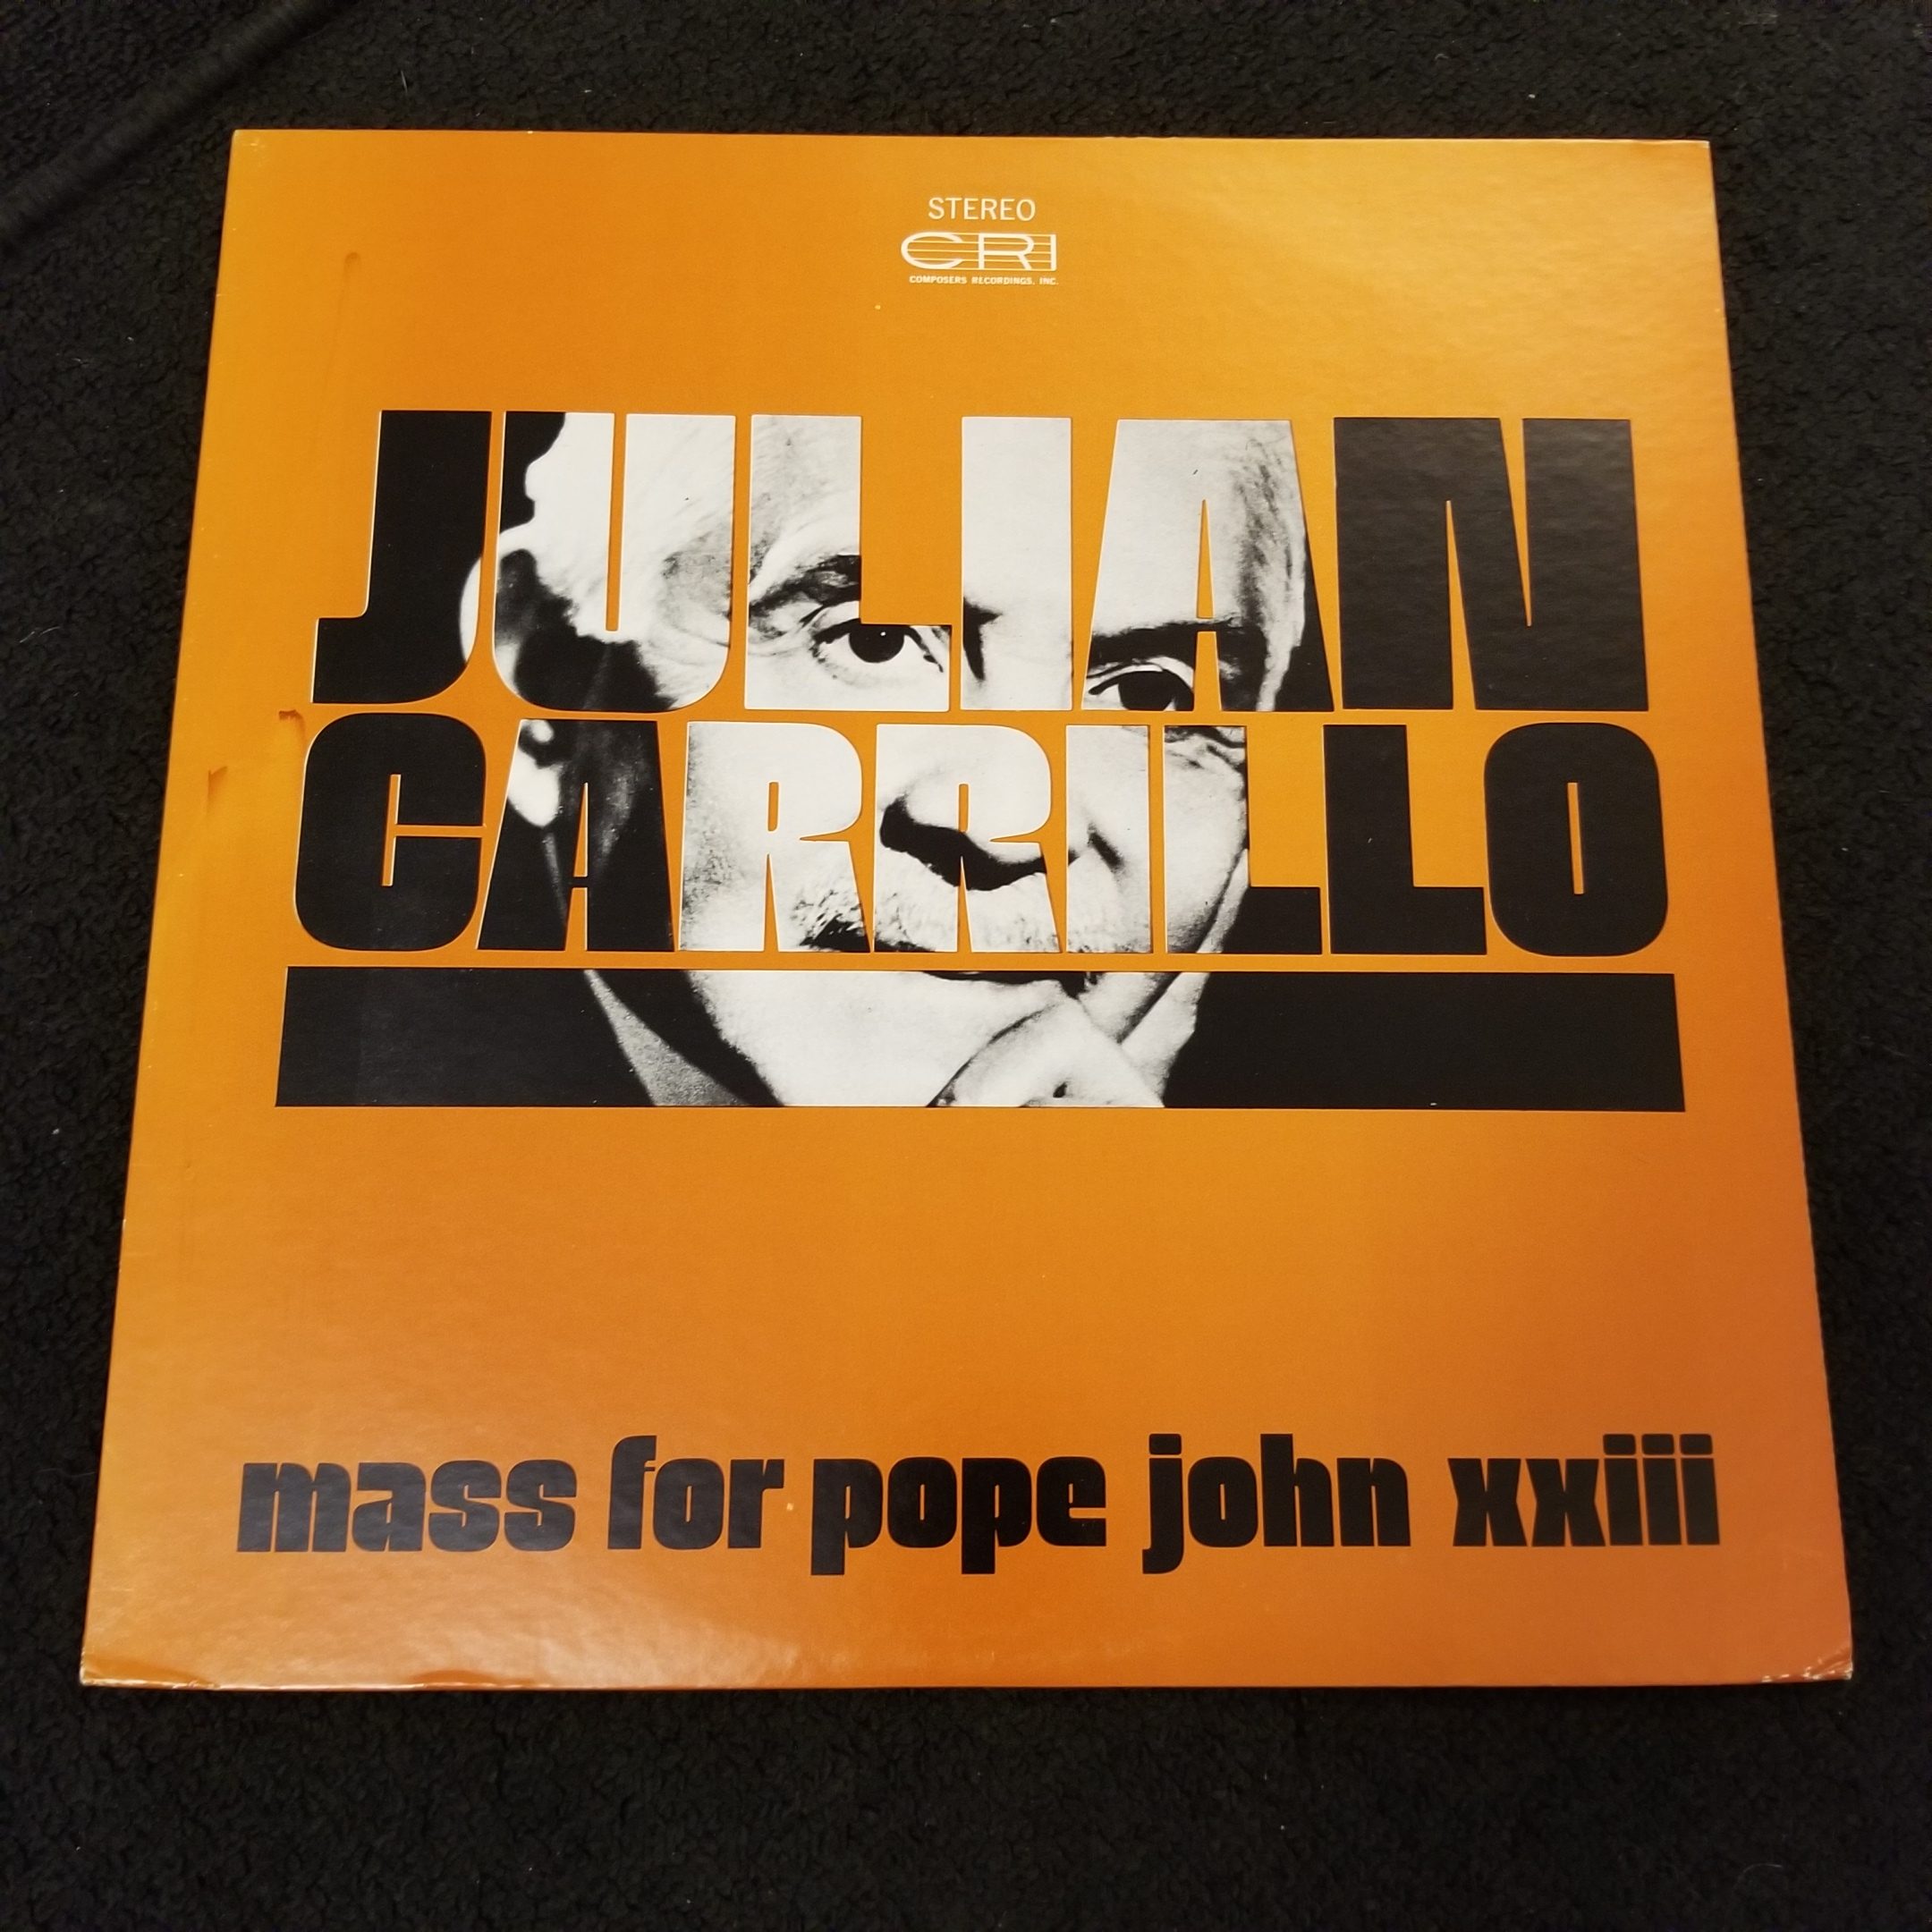 STEREO
CRI
COMPOSERS RECORDINGS, INC.
JULIAN
CARRILLO
mass for pope john xxiii